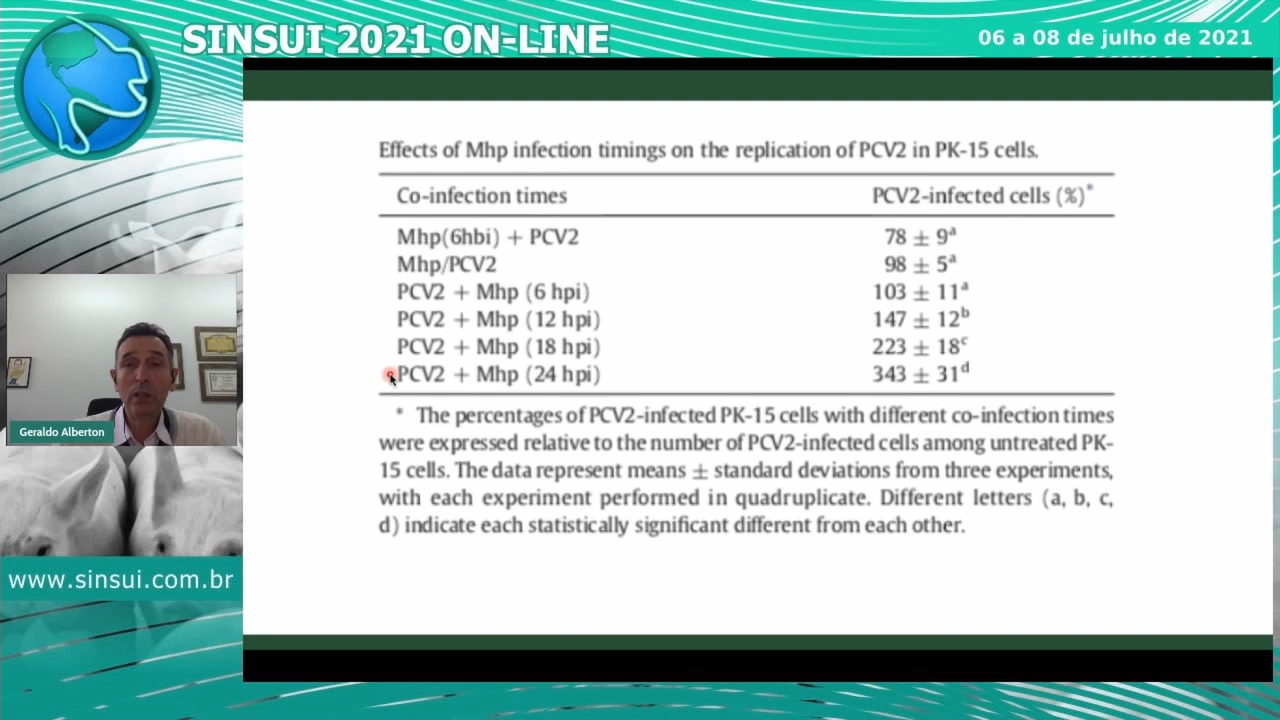 SINSUI 2021 ON-LINE
06 a 08 de julho de 2021
Effects of Mhp infection timings on the replication of PCV2 in PK-15 cells.
Co-infection times PCV2-infected cells (%)*
Mhp(6hbi) + PCV2 78 ± 9a
Mhp/PCV2 98 ± 5a
PCV2 + Mhp (6 hpi) 103 ± 11a
PCV2 + Mhp (12 hpi) 147 ± 12b
PCV2 + Mhp (18 hpi) 223 ± 18c
PCV2 + Mhp (24 hpi) 343 ± 31d
* The percentages of PCV2-infected PK-15 cells with different co-infection times
were expressed relative to the number of PCV2-infected cells among untreated PK-
15 cells. The data represent means ± standard deviations from three experiments,
with each experiment performed in quadruplicate. Different letters (a, b, c,
d) indicate each statistically significant different from each other.
Geraldo Alberton
www.sinsui.com.br